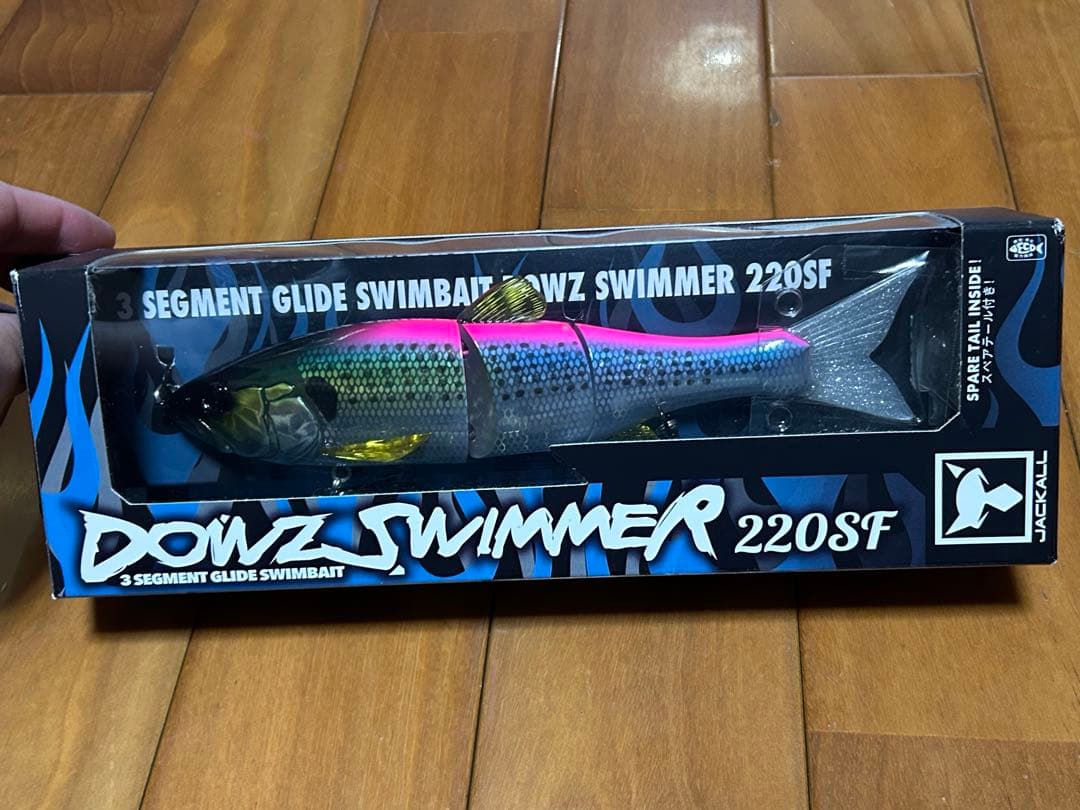 3 SEGMENT GLIDE SWIMBAIT DOWZ SWIMMER 220SF
SPARE TAIL INSIDE!
スペアテール付き!
DOWZ SWIMMER 220SF
3 SEGMENT GLIDE SWIMBAIT
JACKALL